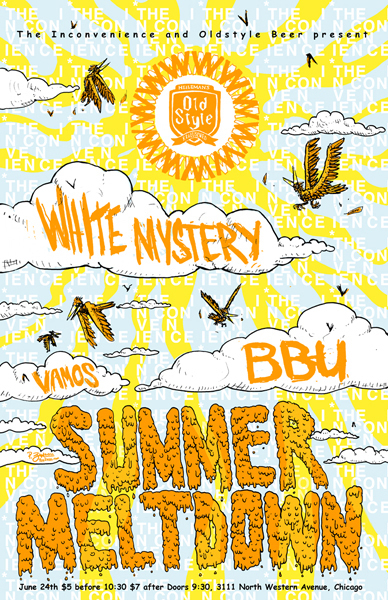 The Inconvenience and Oldstyle Beer present
HEILEMAN'S
Old
Style
WHITE MYSTERY
BBU
VAMOS
SUMMER
MELTDOWN
June 24th $5 before 10:30 $7 after Doors 9:30, 3111 North Western Avenue, Chicago